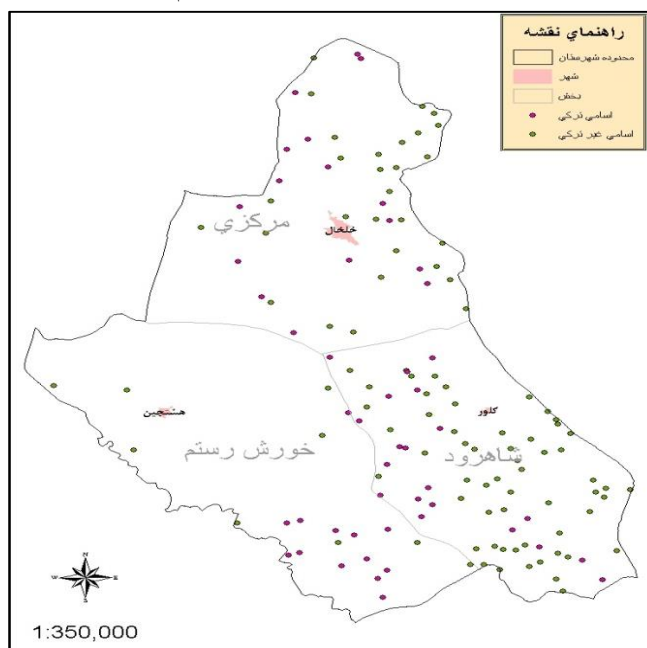 راهنماي نقشه
محدوده شهرستان
شهر
بخش
اسامي تركي
اسامي غير تركي
مركزي
خلخال
هشتجين
كلور
خورش رستم
شاهرود
N
W E
S
1:350,000